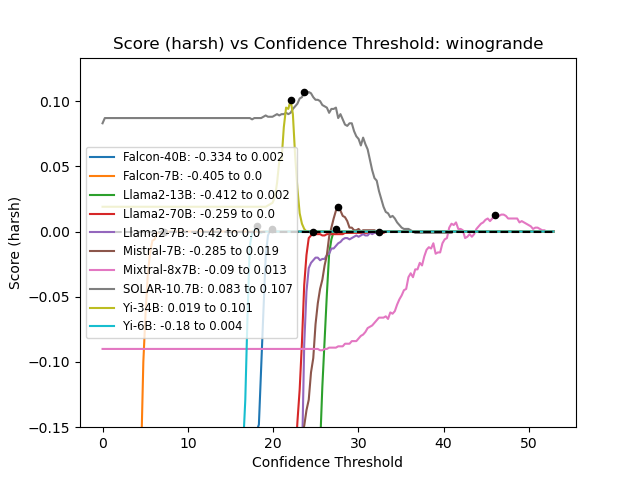 Score (harsh) vs Confidence Threshold: winogrande
Score (harsh)
0.10
0.05
0.00
−0.05
−0.10
−0.15
Falcon-40B: -0.334 to 0.002
Falcon-7B: -0.405 to 0.0
Llama2-13B: -0.412 to 0.002
Llama2-70B: -0.259 to 0.0
Llama2-7B: -0.42 to 0.0
Mistral-7B: -0.285 to 0.019
Mixtral-8x7B: -0.09 to 0.013
SOLAR-10.7B: 0.083 to 0.107
Yi-34B: 0.019 to 0.101
Yi-6B: -0.18 to 0.004
0 10 20 30 40 50
Confidence Threshold